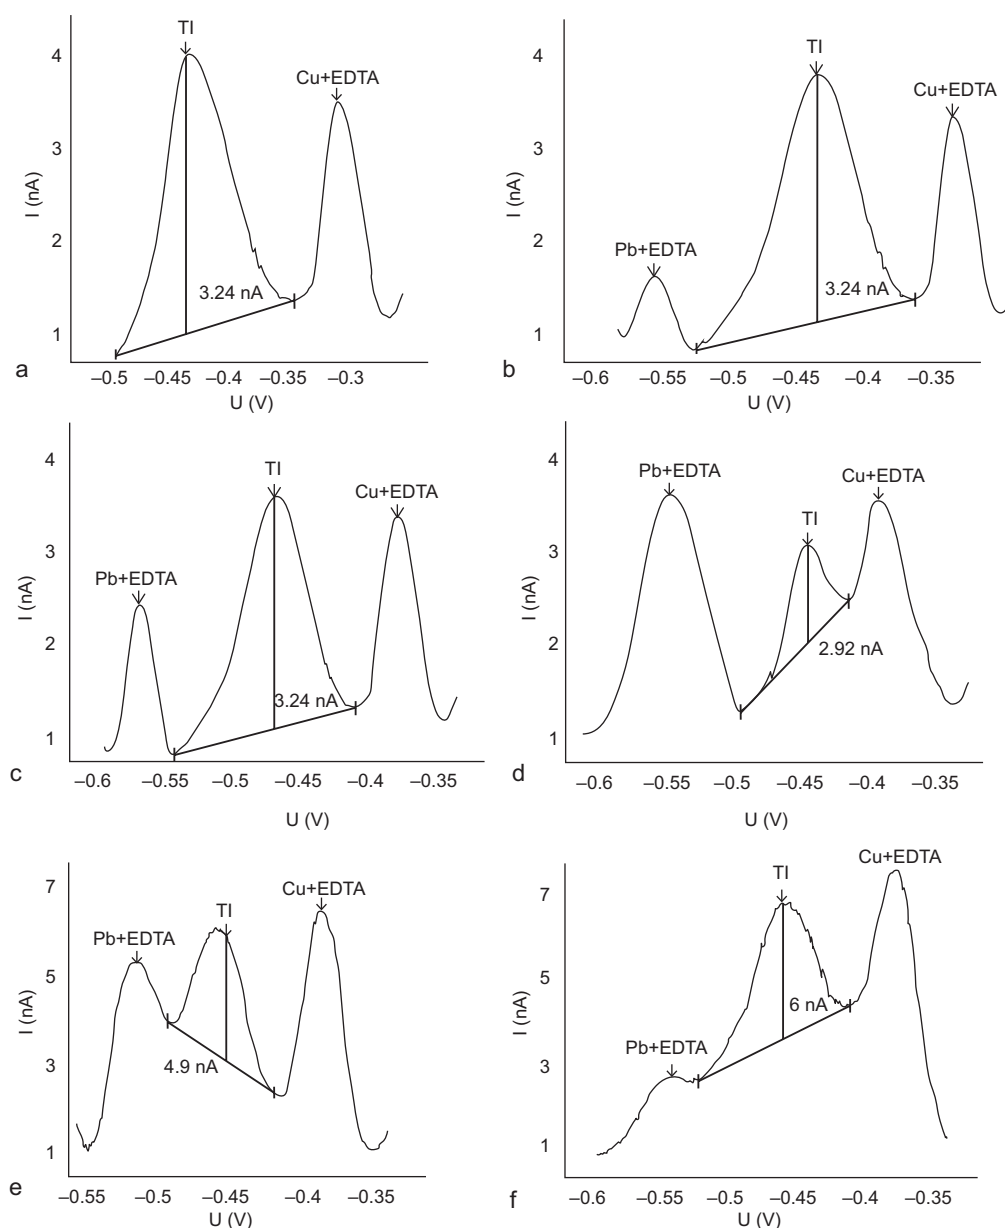 TI
Cu+EDTA
4
3
2
1
I (nA)
3.24 nA
a
–0.5 –0.45 –0.4 –0.35 –0.3
U (V)
TI
Cu+EDTA
Pb+EDTA
4
3
2
1
I (nA)
3.24 nA
b
–0.6 –0.55 –0.5 –0.45 –0.4 –0.35
U (V)
TI
Cu+EDTA
Pb+EDTA
4
3
2
1
I (nA)
3.24 nA
c
–0.6 –0.55 –0.5 –0.45 –0.4 –0.35
U (V)
Pb+EDTA
Cu+EDTA
TI
4
3
2
1
I (nA)
2.92 nA
d
–0.6 –0.55 –0.5 –0.45 –0.4 –0.35
U (V)
Cu+EDTA
TI
Pb+EDTA
7
5
3
1
I (nA)
4.9 nA
e
–0.55 –0.5 –0.45 –0.4 –0.35
U (V)
Cu+EDTA
TI
Pb+EDTA
7
5
3
1
I (nA)
6 nA
f
–0.6 –0.55 –0.5 –0.45 –0.4 –0.35
U (V)